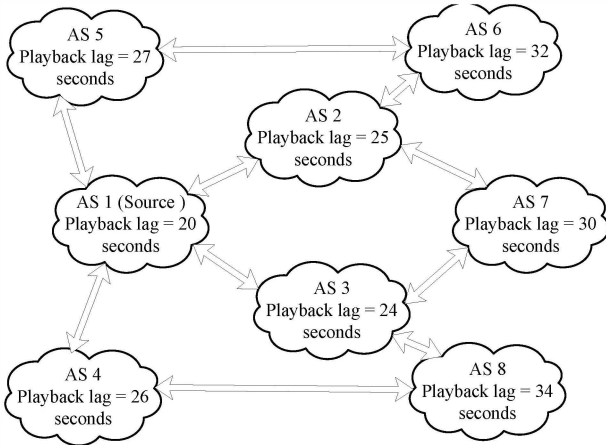 AS 5
Playback lag = 27
seconds
AS 6
Playback lag = 32
seconds
AS 2
Playback lag = 25
seconds
AS 1 (Source )
Playback lag = 20
seconds
AS 7
Playback lag = 30
seconds
AS 3
Playback lag = 24
seconds
AS 4
Playback lag = 26
seconds
AS 8
Playback lag = 34
seconds